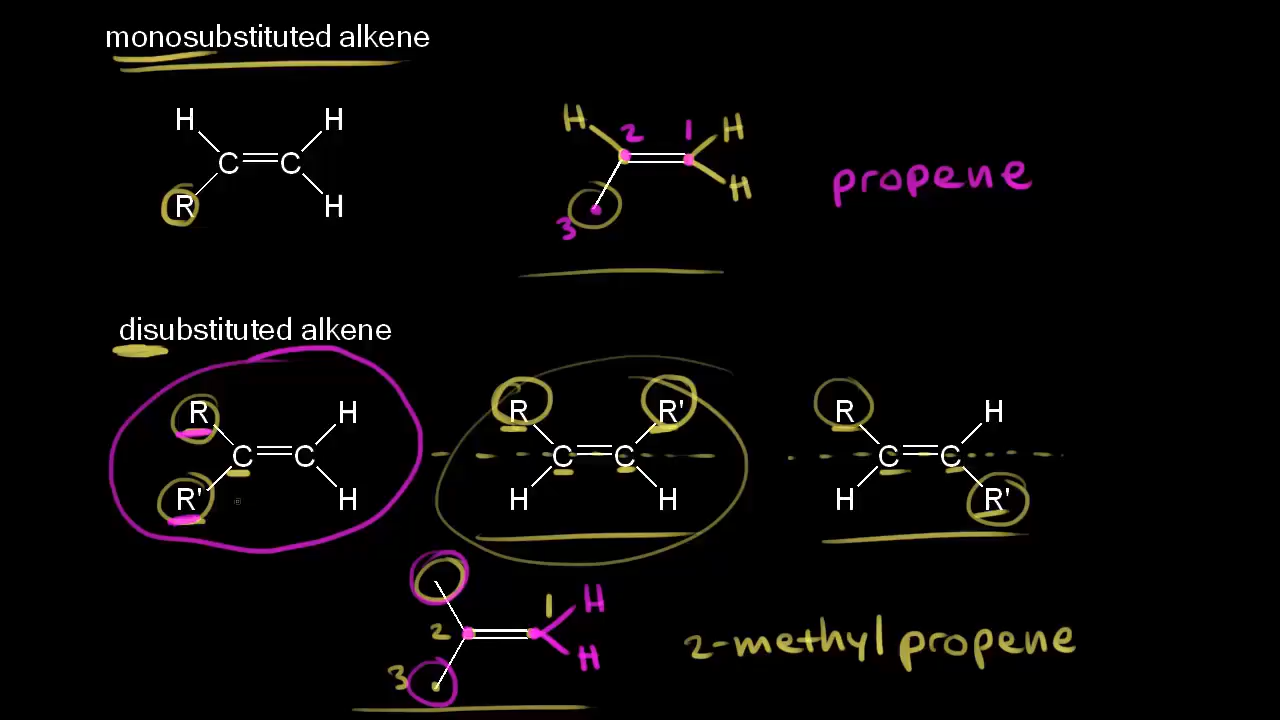 monosubstituted alkene
H H H 2 1 H
C C
R H 3 H propene
disubstituted alkene
R H R R' R H
C C C C C C
R' H H H H R'
1 H
2
3 H 2-methyl propene